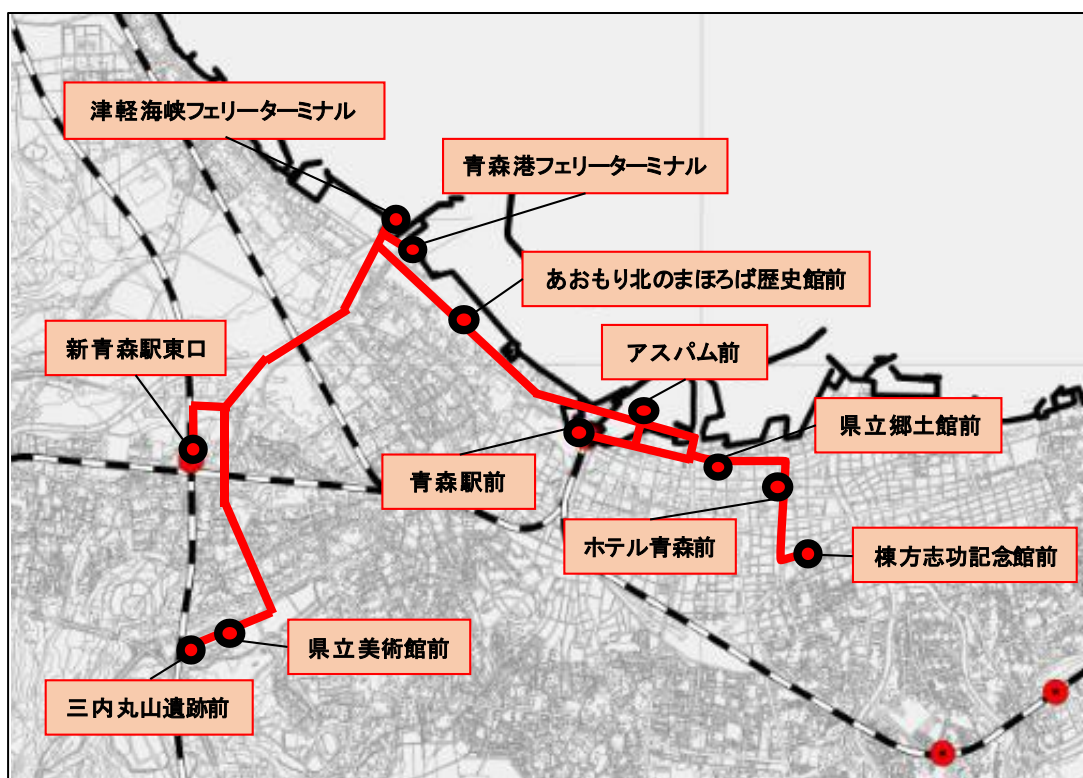 津軽海峡フェリーターミナル
青森港フェリーターミナル
あおもり北のまほろば歴史館前
新青森駅東口
アスパム前
県立郷土館前
青森駅前
ホテル青森前
棟方志功記念館前
県立美術館前
三内丸山遺跡前